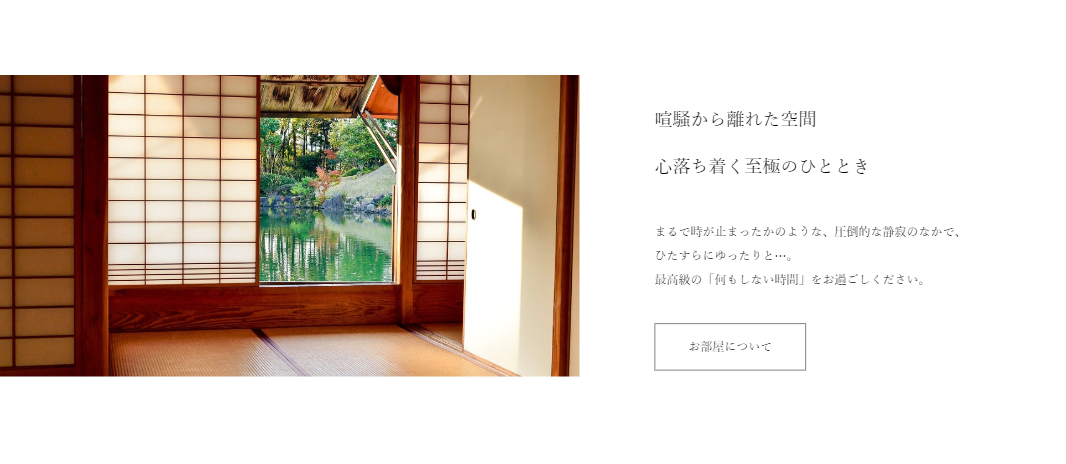 喧騒から離れた空間
心落ち着く至極のひととき
まるで時が止まったかのような、圧倒的な静寂のなかで、
ひたすらにゆったりと…。
最高級の「何もしない時間」をお過ごしください。
お部屋について